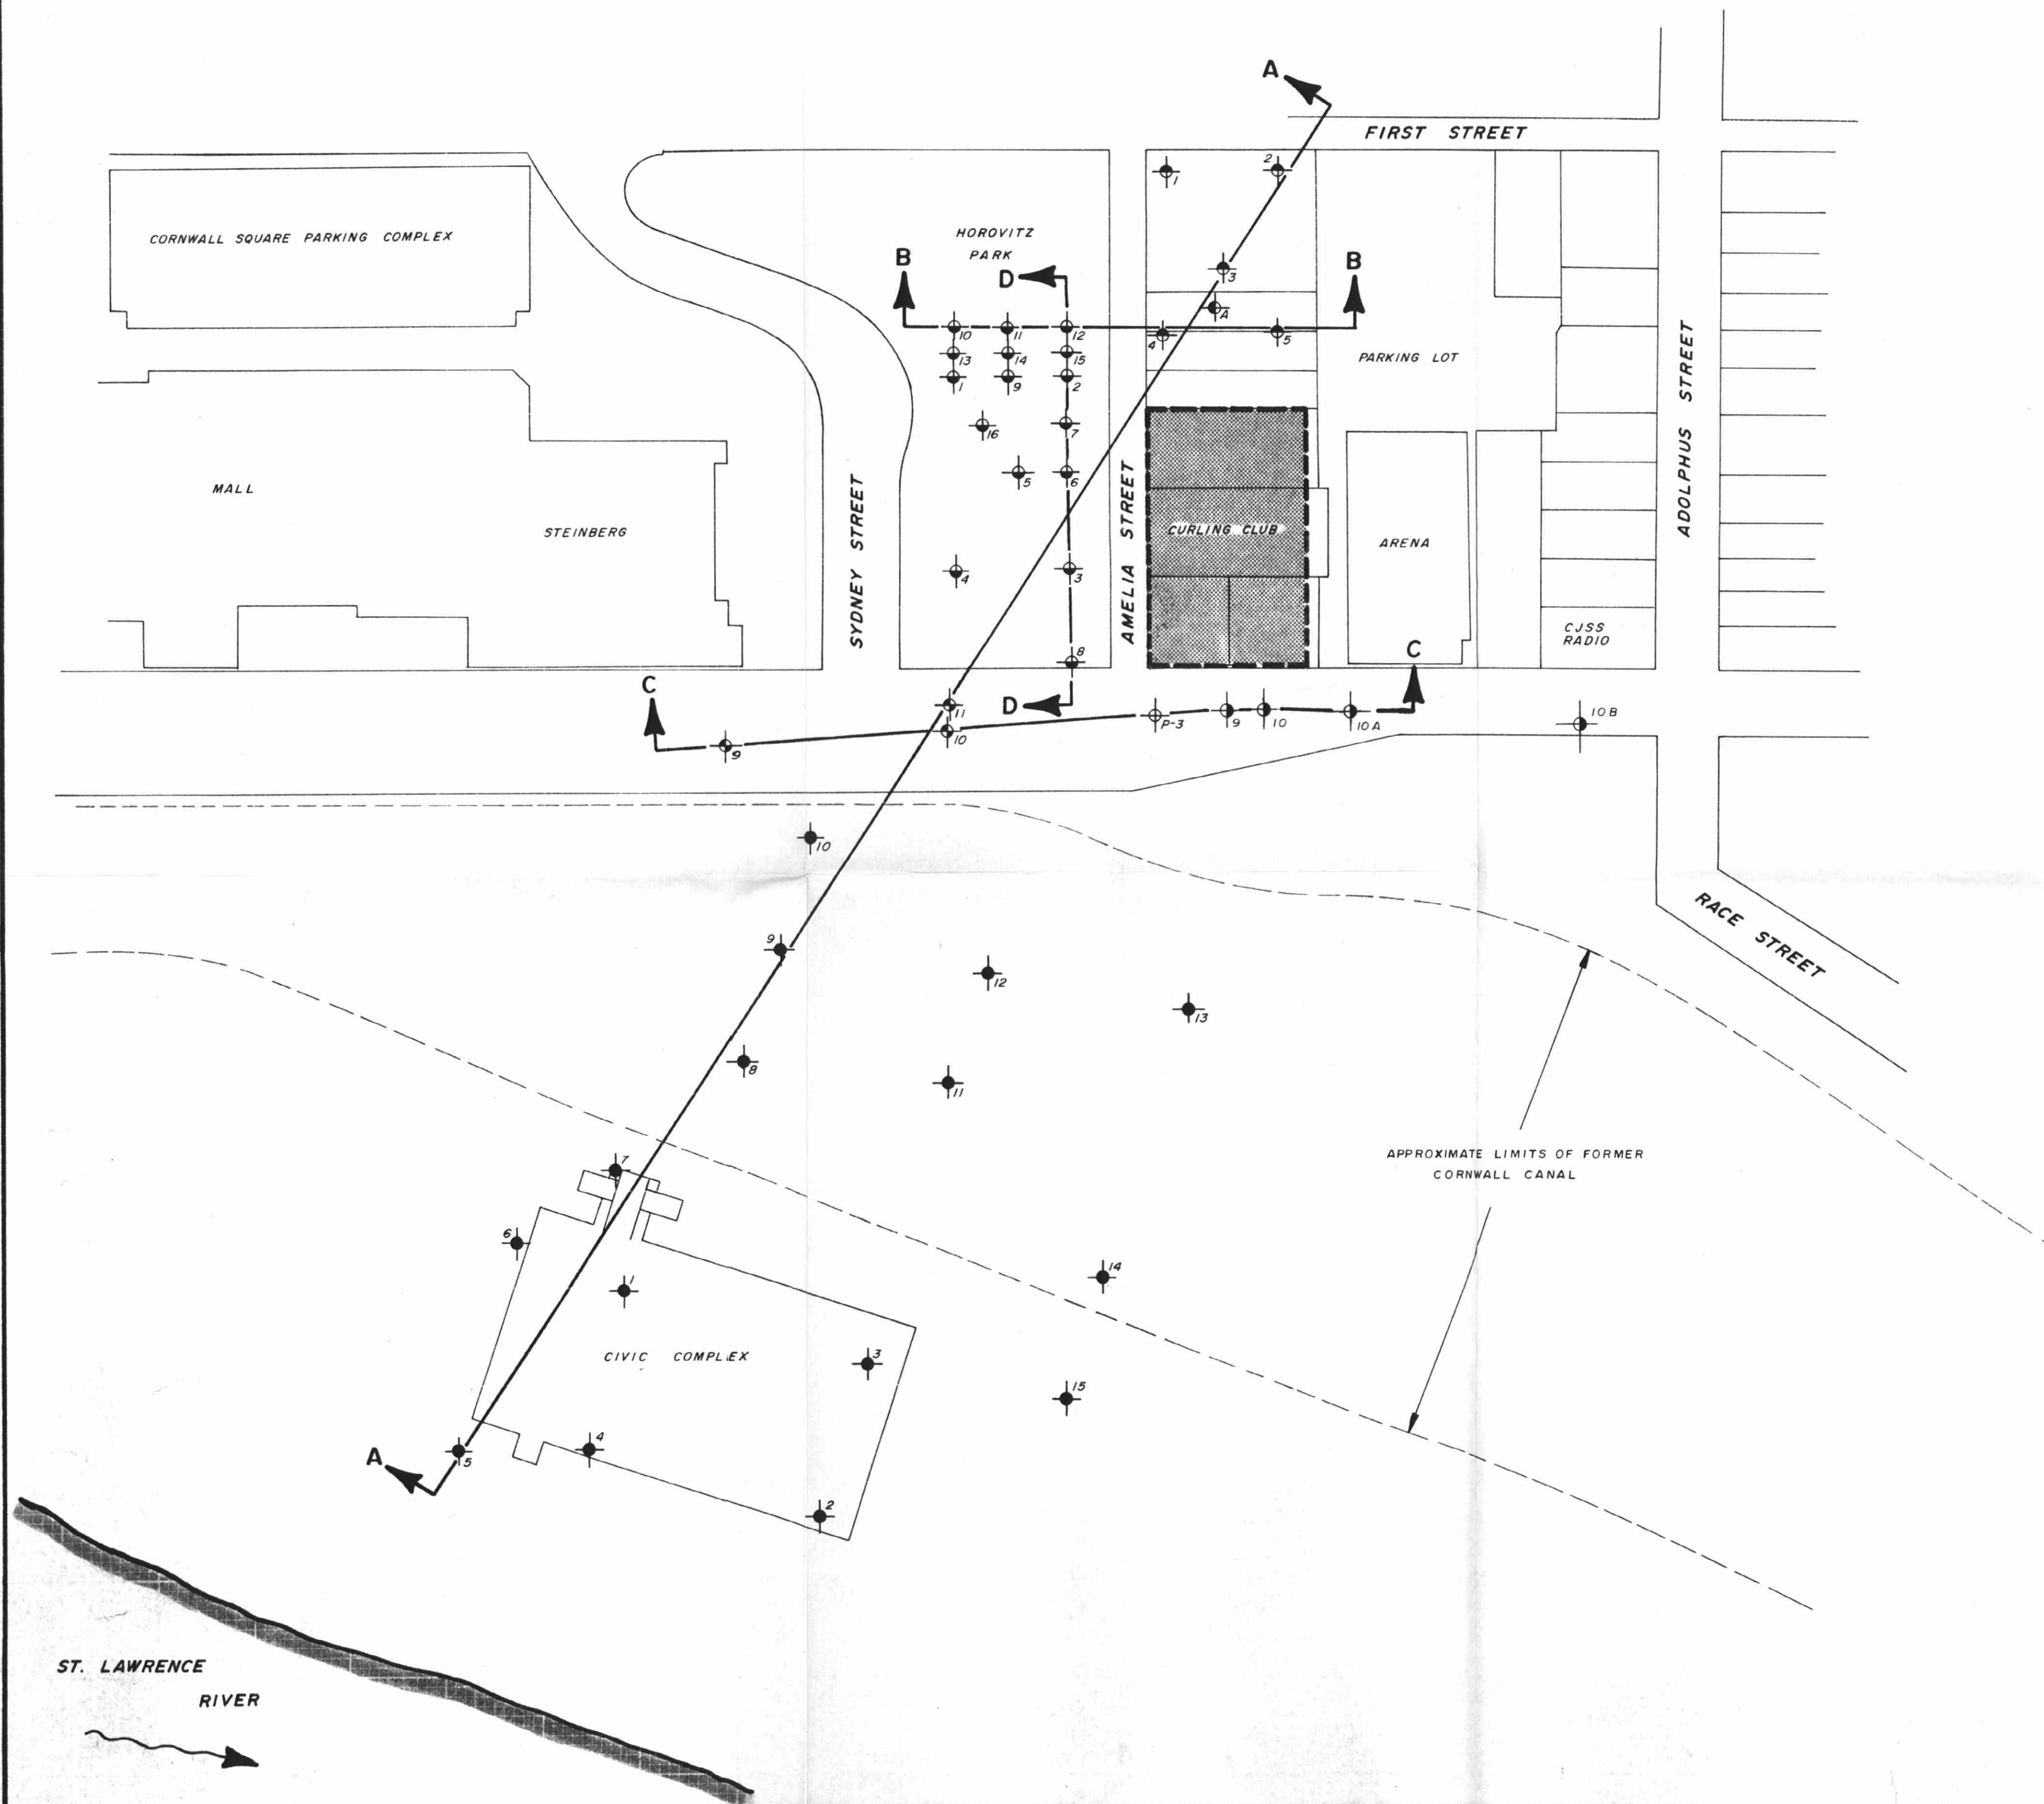 A
FIRST STREET
2
1
CORNWALL SQUARE PARKING COMPLEX
HOROVITZ
PARK
B
D
B
3
A
10
11
12
4
5
13
14
15
PARKING LOT
1
9
2
16
7
5
6
ADOLPHUS STREET
MALL
STEINBERG
SYDNEY STREET
AMELIA STREET
CURLING CLUB
ARENA
4
3
CJSS
RADIO
8
C
C
11
D
P-3
9
10
10A
10B
10
9
10
RACE STREET
9
12
13
8
11
APPROXIMATE LIMITS OF FORMER
CORNWALL CANAL
7
6
1
14
CIVIC COMPLEX
3
15
A
5
4
2
ST. LAWRENCE
RIVER